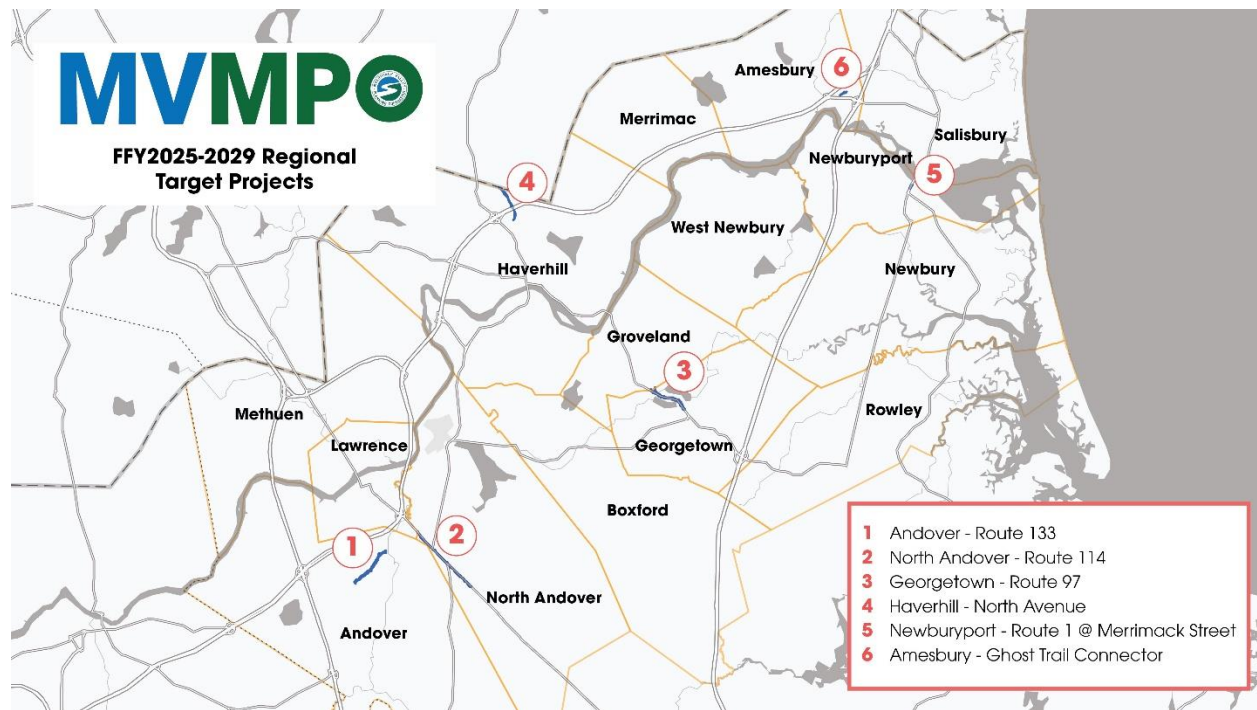 MVMPO
FFY2025-2029 Regional
Target Projects
6
Amesbury
Merrimac
Salisbury
Newburyport
5
4
West Newbury
Haverhill
Newbury
Groveland
3
Methuen
Rowley
Lawrence
Georgetown
Boxford
1
2
North Andover
Andover
1 Andover - Route 133
2 North Andover - Route 114
3 Georgetown - Route 97
4 Haverhill - North Avenue
5 Newburyport - Route 1 @ Merrimack Street
6 Amesbury - Ghost Trail Connector